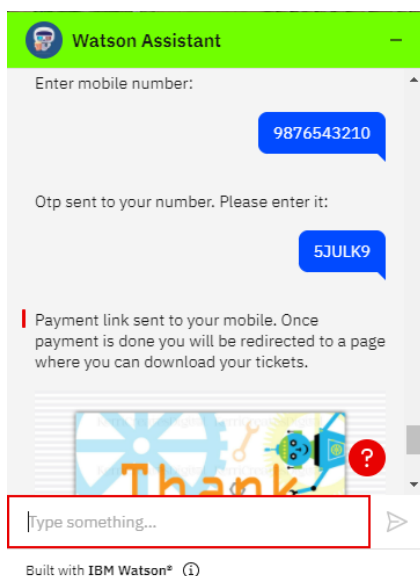 Watson Assistant
Enter mobile number:
9876543210
Otp sent to your number. Please enter it:
5JULK9
Payment link sent to your mobile. Once
payment is done you will be redirected to a page
where you can download your tickets.
Thank
?
Type something...
Built with IBM Watson®